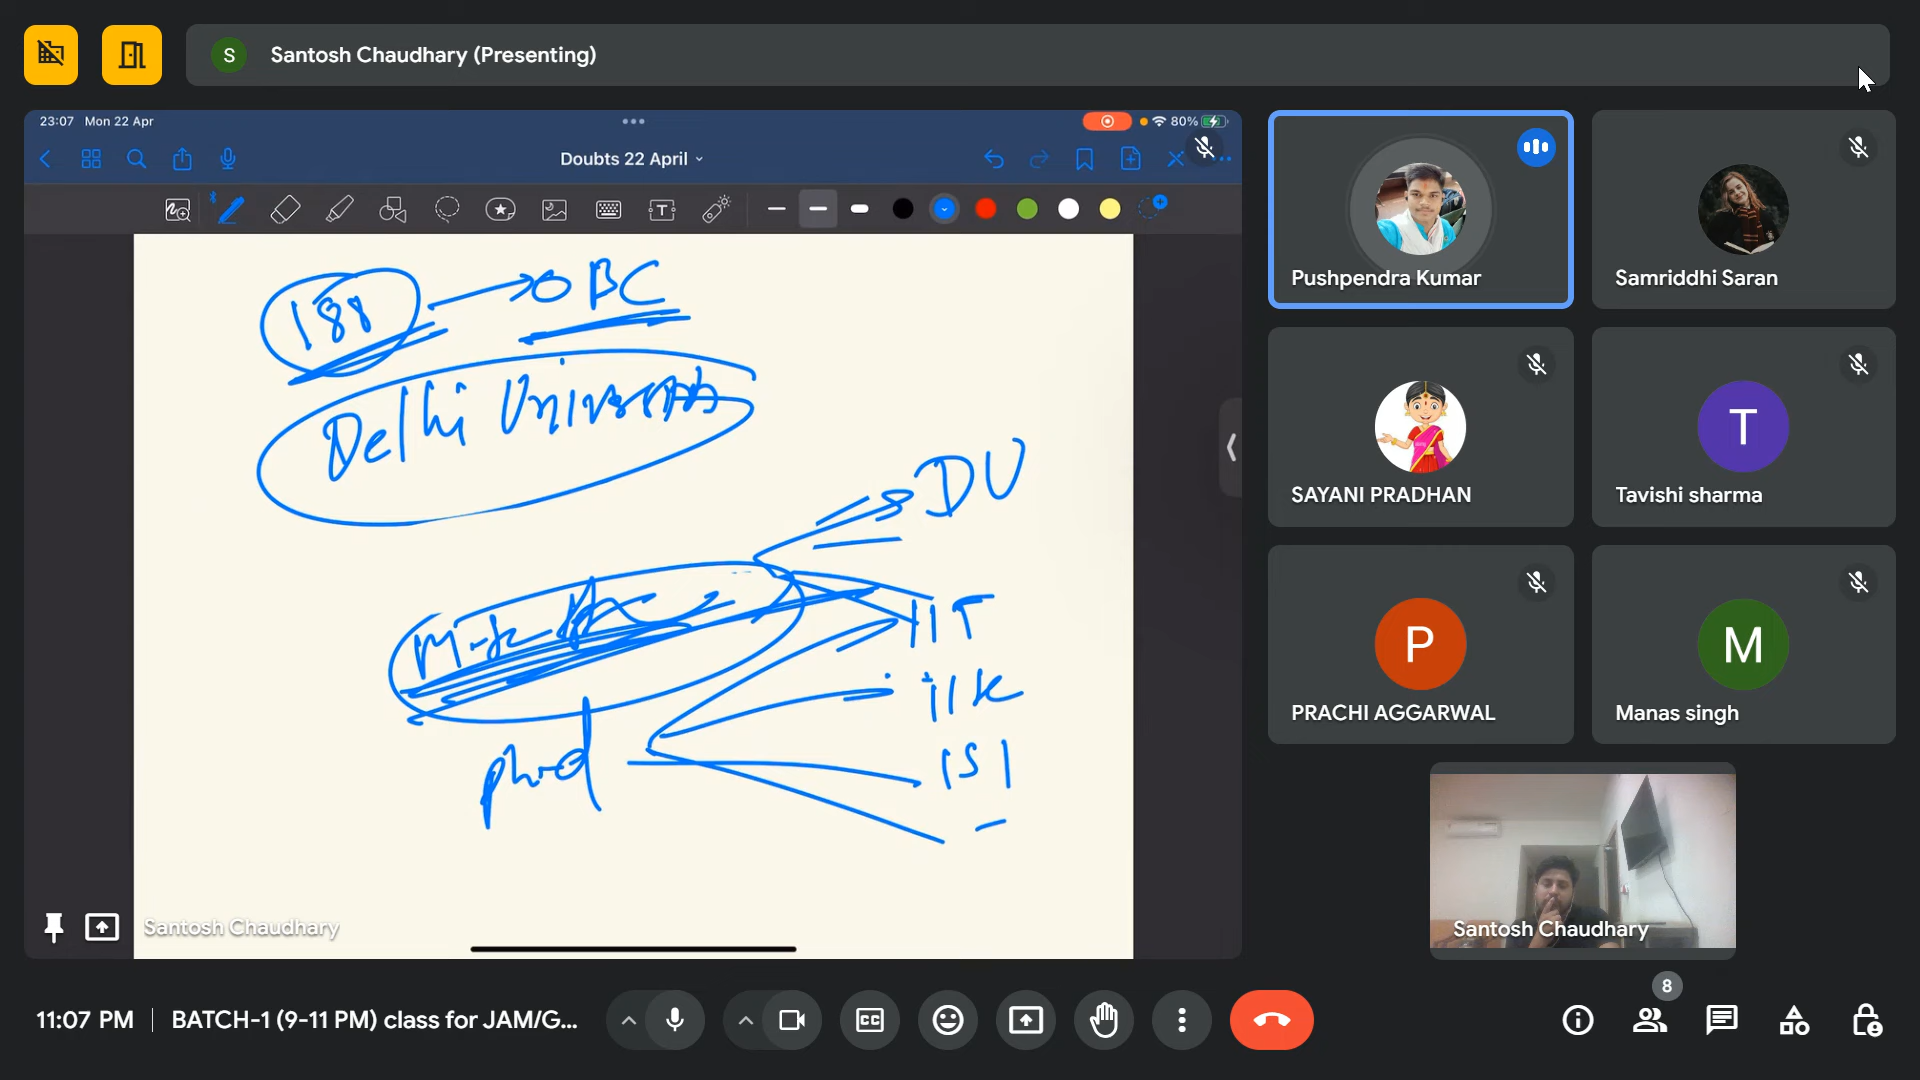 S Santosh Chaudhary (Presenting)
23:07 Mon 22 Apr
80%
Doubts 22 April
T
188 → OBC
Delhi University
DU
IIT
phd
ISI
Santosh Chaudhary
Pushpendra Kumar
Samriddhi Saran
SAYANI PRADHAN
T
Tavishi sharma
P
PRACHI AGGARWAL
M
Manas singh
Santosh Chaudhary
11:07 PM | BATCH-1 (9-11 PM) class for JAM/G...
CC
8